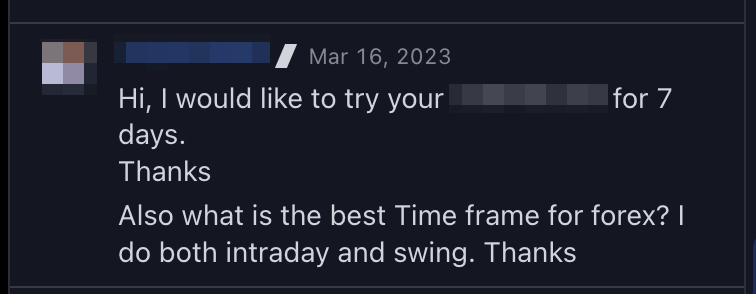 Mar 16, 2023
Hi, I would like to try your for 7
days.
Thanks
Also what is the best Time frame for forex? I
do both intraday and swing. Thanks